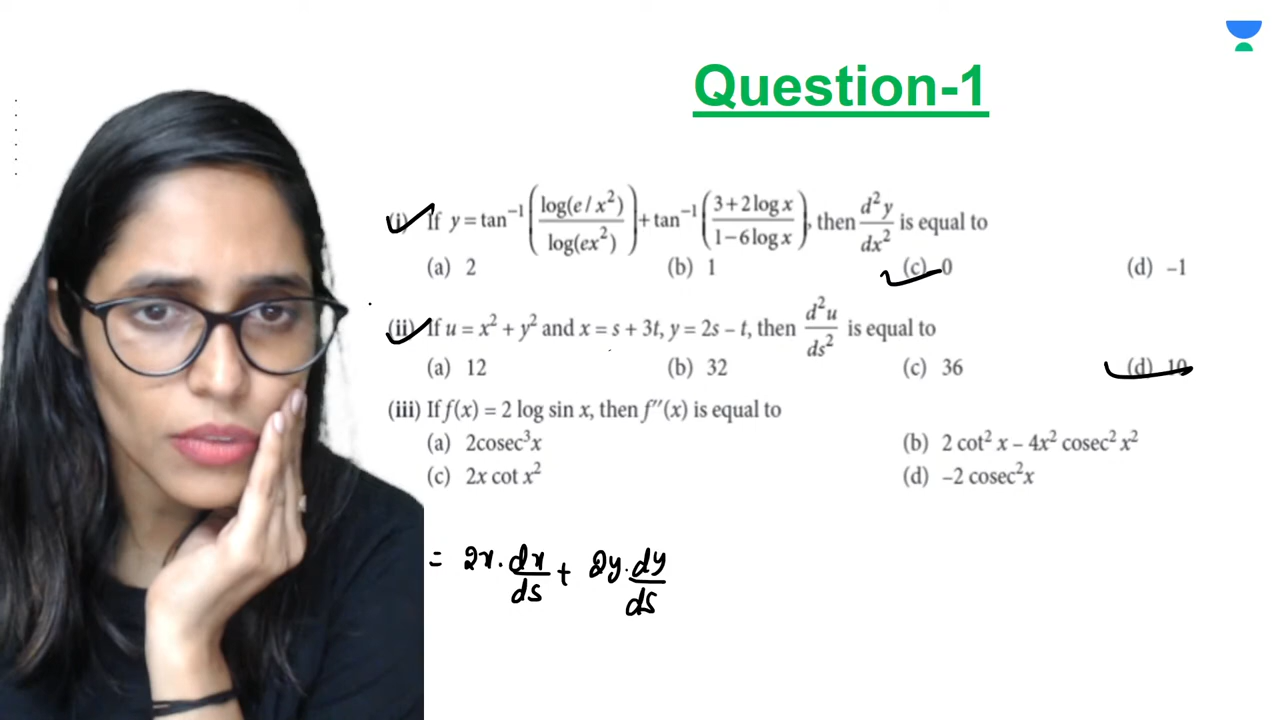 Question-1
(i) If y = tan⁻¹(log(e/x²)/log(ex²)) + tan⁻¹((3+2logx)/(1−6logx)), then d²y/dx² is equal to
(a) 2 (b) 1 (c) 0 (d) −1
(ii) If u = x² + y² and x = s + 3t, y = 2s − t, then d²u/ds² is equal to
(a) 12 (b) 32 (c) 36 (d) 10
(iii) If f(x) = 2 log sin x, then f″(x) is equal to
(a) 2cosec³x (b) 2 cot² x − 4x² cosec² x²
(c) 2x cot x² (d) −2 cosec²x
= 2x·dx/ds + 2y·dy/ds